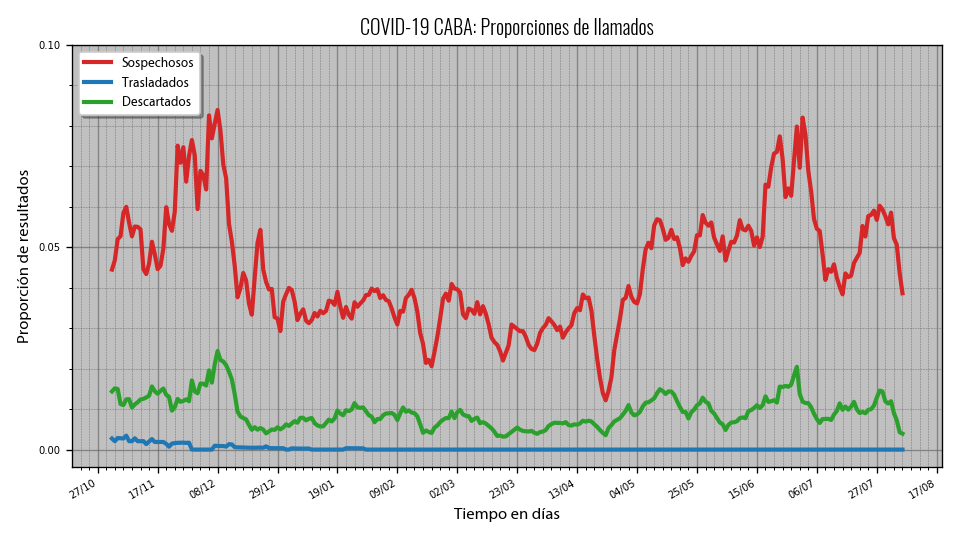 COVID-19 CABA: Proporciones de llamados
0.10
Sospechosos
Trasladados
Descartados
Proporción de resultados
0.05
0.00
27/10 17/11 08/12 29/12 19/01 09/02 02/03 23/03 13/04 04/05 25/05 15/06 06/07 27/07 17/08
Tiempo en días